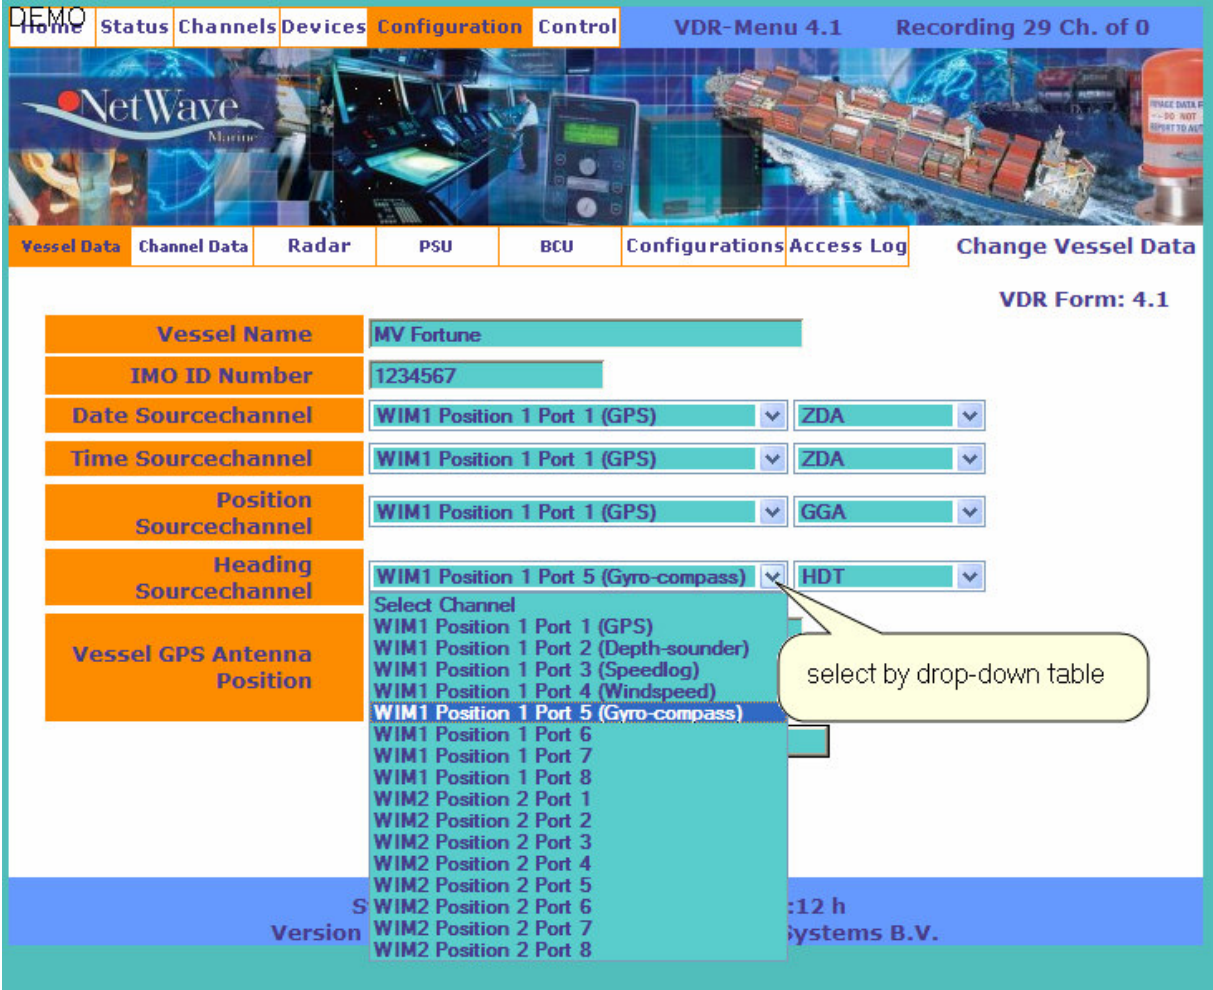 DEMO
Home Status Channels Devices Configuration Control VDR-Menu 4.1 Recording 29 Ch. of 0
NetWave
Marine
IMAGE DATA
DO NOT
REPORT TO AUT
Vessel Data Channel Data Radar PSU BCU Configurations Access Log Change Vessel Data
VDR Form: 4.1
Vessel Name MV Fortune
IMO ID Number 1234567
Date Sourcechannel WIM1 Position 1 Port 1 (GPS) ZDA
Time Sourcechannel WIM1 Position 1 Port 1 (GPS) ZDA
Position
Sourcechannel WIM1 Position 1 Port 1 (GPS) GGA
Heading
Sourcechannel WIM1 Position 1 Port 5 (Gyro-compass) HDT
Select Channel
WIM1 Position 1 Port 1 (GPS)
WIM1 Position 1 Port 2 (Depth-sounder)
WIM1 Position 1 Port 3 (Speedlog)
WIM1 Position 1 Port 4 (Windspeed)
WIM1 Position 1 Port 5 (Gyro-compass)
WIM1 Position 1 Port 6
WIM1 Position 1 Port 7
WIM1 Position 1 Port 8
WIM2 Position 2 Port 1
WIM2 Position 2 Port 2
WIM2 Position 2 Port 3
WIM2 Position 2 Port 4
WIM2 Position 2 Port 5
WIM2 Position 2 Port 6
WIM2 Position 2 Port 7
WIM2 Position 2 Port 8
Vessel GPS Antenna
Position
select by drop-down table
S :12 h
Version Systems B.V.